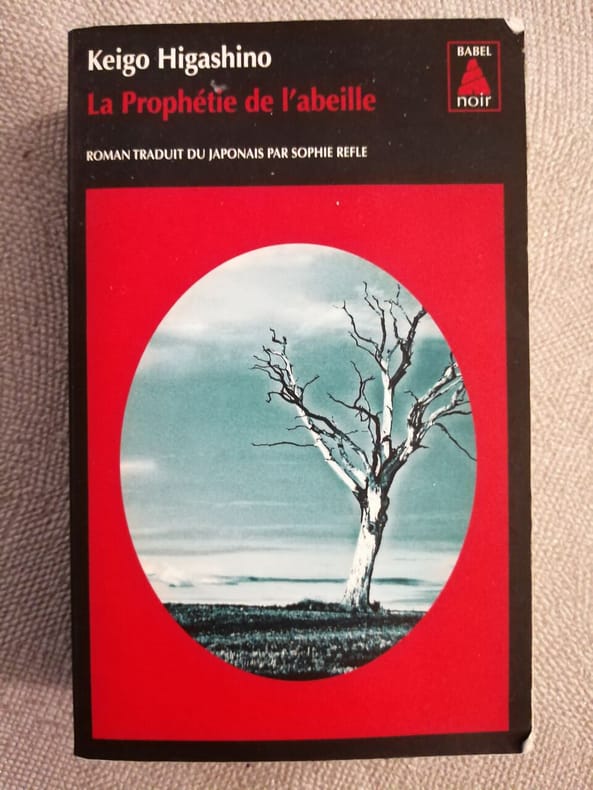 Keigo Higashino
La Prophétie de l'abeille
ROMAN TRADUIT DU JAPONAIS PAR SOPHIE REFLE
BABEL
noir